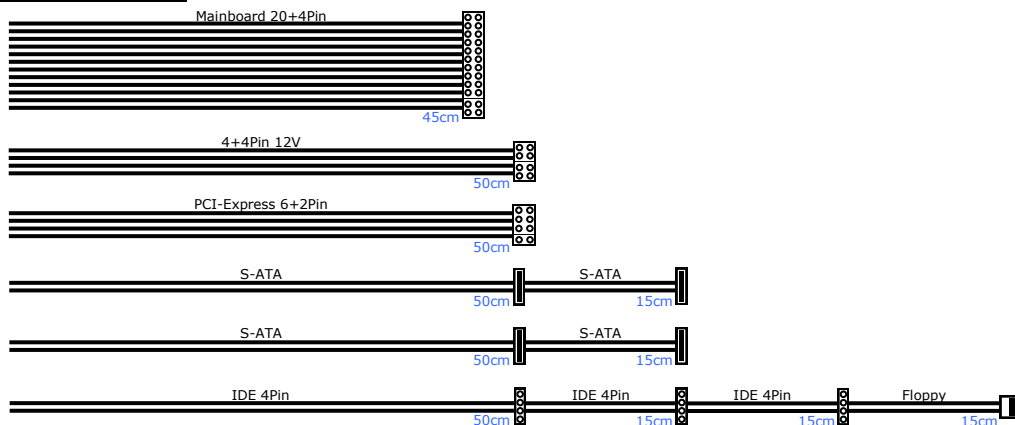 Mainboard 20+4Pin
45cm
4+4Pin 12V
50cm
PCI-Express 6+2Pin
50cm
S-ATA S-ATA
50cm 15cm
S-ATA S-ATA
50cm 15cm
IDE 4Pin IDE 4Pin IDE 4Pin Floppy
50cm 15cm 15cm 15cm